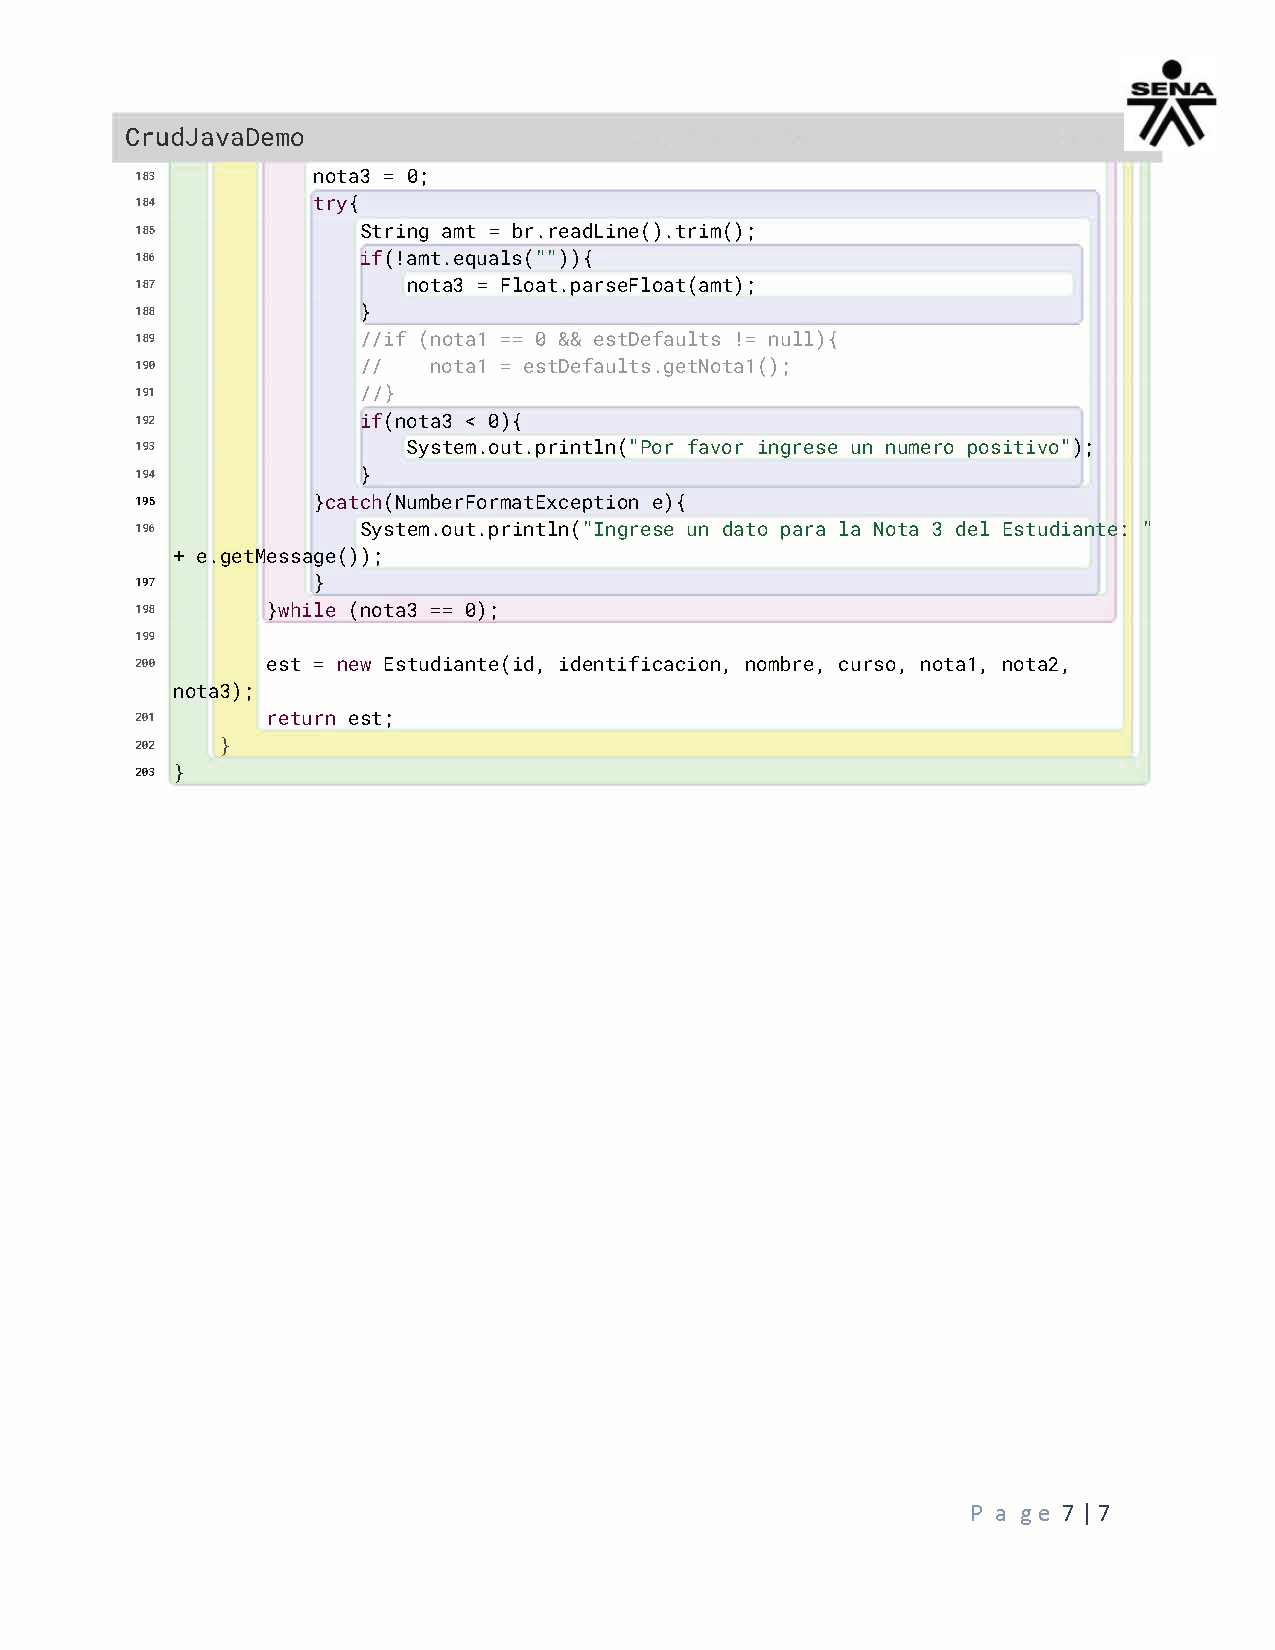 SENA
CrudJavaDemo
183 nota3 = 0;
184 try{
185 String amt = br.readLine().trim();
186 if(!amt.equals("")){
187 nota3 = Float.parseFloat(amt);
188 }
189 //if (nota1 == 0 && estDefaults != null){
190 //    nota1 = estDefaults.getNota1();
191 //}
192 if(nota3 < 0){
193 System.out.println("Por favor ingrese un numero positivo");
194 }
195 }catch(NumberFormatException e){
196 System.out.println("Ingrese un dato para la Nota 3 del Estudiante: "
+ e.getMessage());
197 }
198 }while (nota3 == 0);
199
200 est = new Estudiante(id, identificacion, nombre, curso, nota1, nota2,
nota3);
201 return est;
202 }
203 }
P a g e 7 | 7